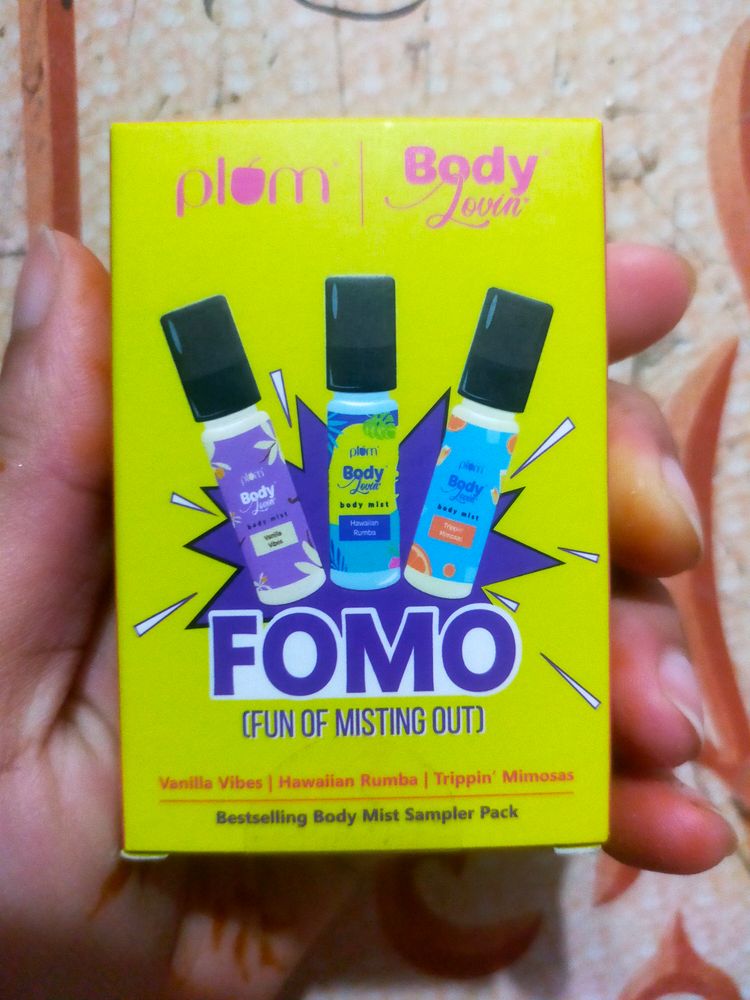 plum | Body Lovin'
plum
Body
Lovin'
body mist
Vanilla
Vibes
plum
Body
Lovin'
body mist
Hawaiian
Rumba
plum
Body
Lovin'
body mist
Trippin'
Mimosas
FOMO
(FUN OF MISTING OUT)
Vanilla Vibes | Hawaiian Rumba | Trippin' Mimosas
Bestselling Body Mist Sampler Pack